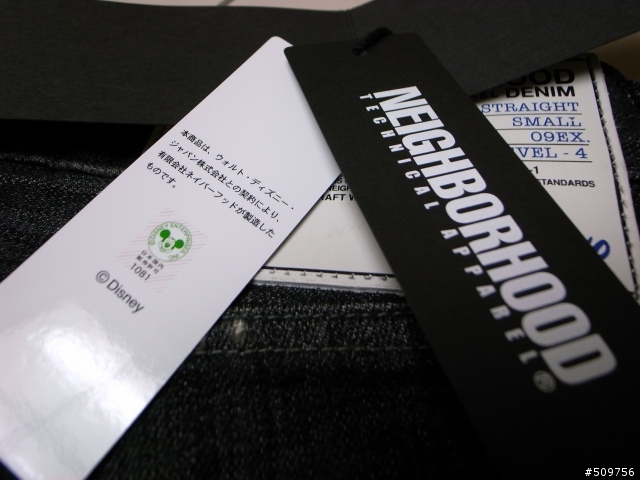 本商品は、ウォルト・ディズニー・
ジャパン株式会社との契約により、
有限会社ネイバーフッドが製造した
ものです。
1081
©Disney
NEIGHBORHOOD
TECHNICAL APPAREL®
OOD
DENIM
STRAIGHT
SMALL
09EX.
VEL - 4
-1
STANDARDS
#509756